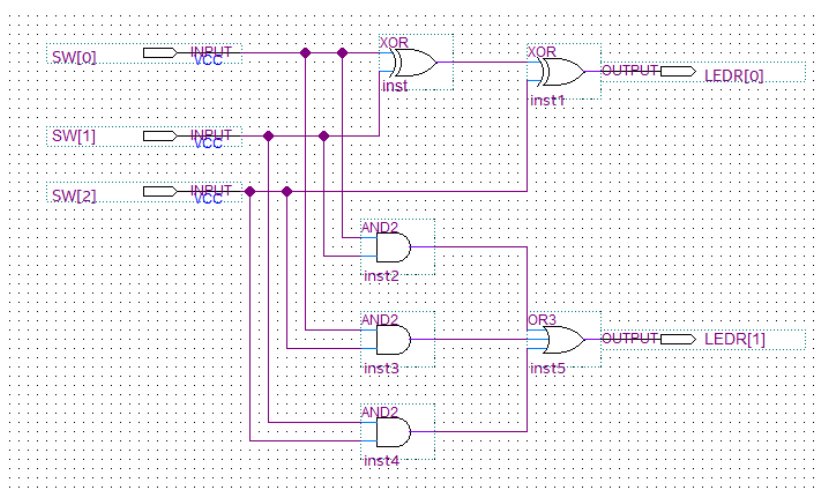 XOR
XOR
SW[0]
INPUT
VCC
OUTPUT
LEDR[0]
inst
inst1
SW[1]
INPUT
VCC
SW[2]
INPUT
VCC
AND2
inst2
AND2
OR3
OUTPUT
LEDR[1]
inst3
inst5
AND2
inst4